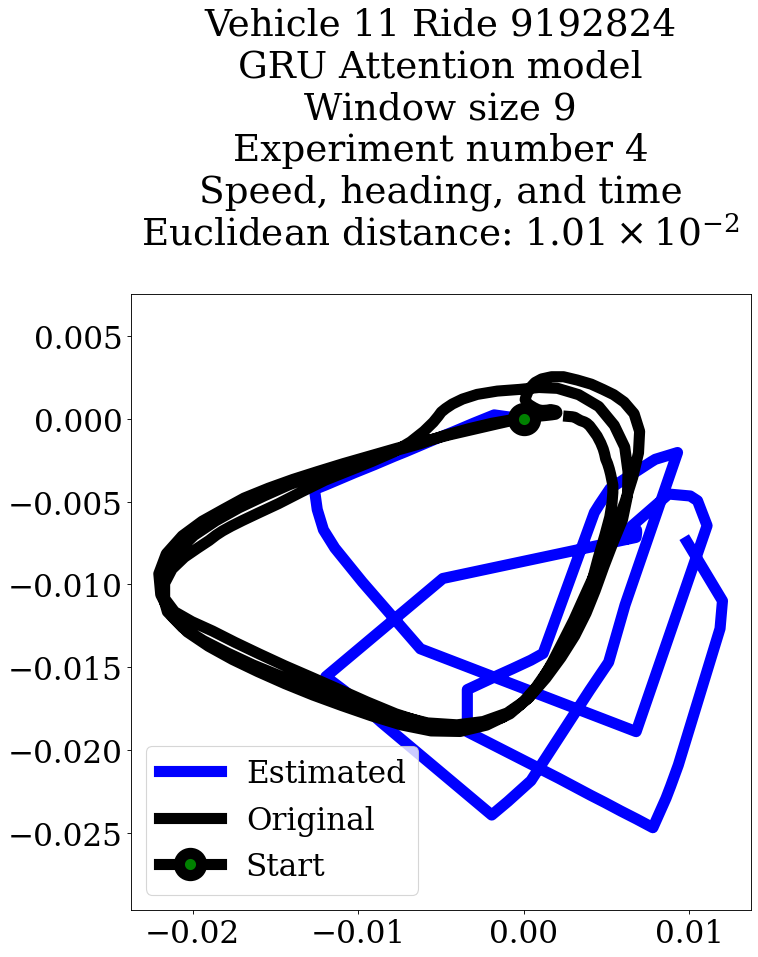 Vehicle 11 Ride 9192824
GRU Attention model
Window size 9
Experiment number 4
Speed, heading, and time
Euclidean distance: 1.01 × 10⁻²
0.005
0.000
−0.005
−0.010
−0.015
−0.020
−0.025
Estimated
Original
Start
−0.02
−0.01
0.00
0.01